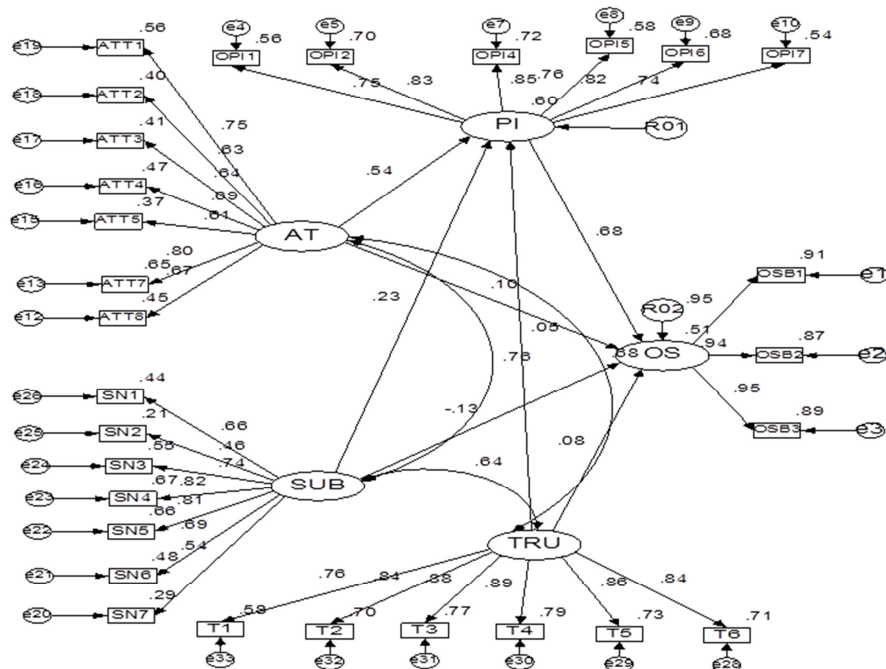 .56
e19 ATT1
.40
e18 ATT2
.41
e17 ATT3
.47
e16 ATT4
.37
e15 ATT5
.80
.65
e13 ATT7
.45
e12 ATT8
.75
.63
.64
.69
.61
.67
AT
e4 e5 e7 e8 e9 e10
.56 .70 .72 .58 .68 .54
OPI1 OPI2 OPI4 OPI5 OPI6 OPI7
.75 .83 .85 .76 .82 .74
.60
PI
R01
.54
.68
.23
.10
.05
.76
.68
-.13
.08
.64
R02
.51
OS
.95
.94
.95
.91
OSB1 e1
.87
OSB2 e2
.89
OSB3 e3
.44
e26 SN1
.21
e25 SN2
.55
e24 SN3
.67
e23 SN4
.66
e22 SN5
.48
e21 SN6
.29
e20 SN7
.66
.46
.74
.82
.81
.69
.54
SUB
TRU
.76 .84 .88 .89 .86 .84
.58 .70 .77 .79 .73 .71
T1 T2 T3 T4 T5 T6
e33 e32 e31 e30 e29 e28